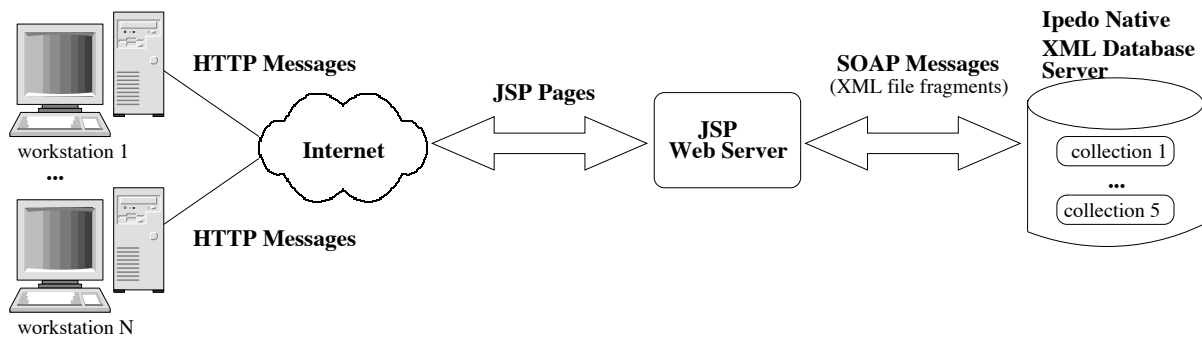 HTTP Messages
workstation 1
...
HTTP Messages
workstation N
Internet
JSP Pages
JSP
Web Server
SOAP Messages
(XML file fragments)
Ipedo Native
XML Database
Server
collection 1
...
collection 5